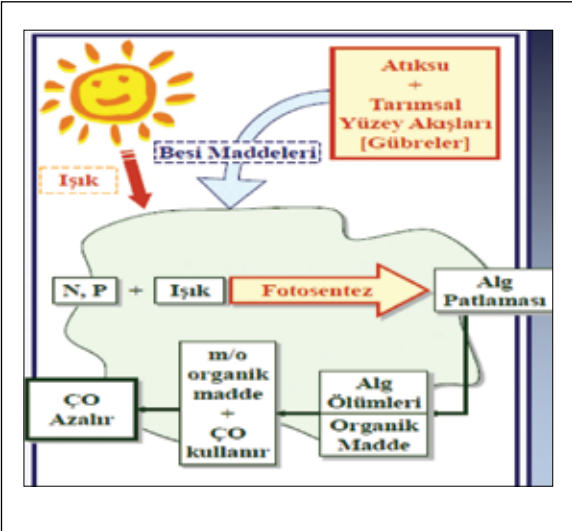 Atıksu
+
Tarımsal
Yüzey Akışları
[Gübreler]
Besi Maddeleri
Işık
N, P + Işık Fotosentez
Alg
Patlaması
m/o
organik
madde
+
ÇO
kullanır
Alg
Ölümleri
Organik
Madde
ÇO
Azalır